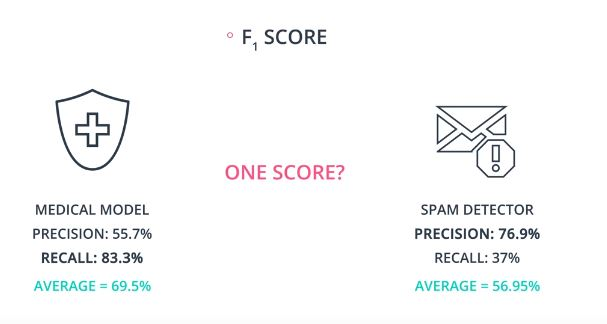 F₁ SCORE
ONE SCORE?
MEDICAL MODEL
PRECISION: 55.7%
RECALL: 83.3%
AVERAGE = 69.5%
SPAM DETECTOR
PRECISION: 76.9%
RECALL: 37%
AVERAGE = 56.95%